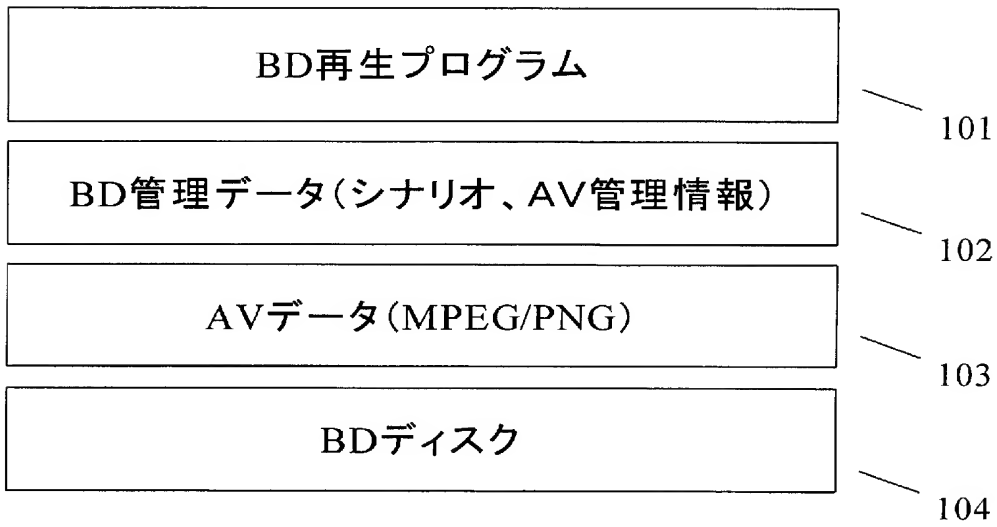 BD再生プログラム
101
BD管理データ(シナリオ、AV管理情報)
102
AVデータ(MPEG/PNG)
103
BDディスク
104